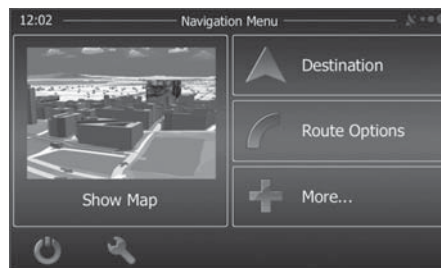 12:02 Navigation Menu
Destination
Route Options
Show Map
More...